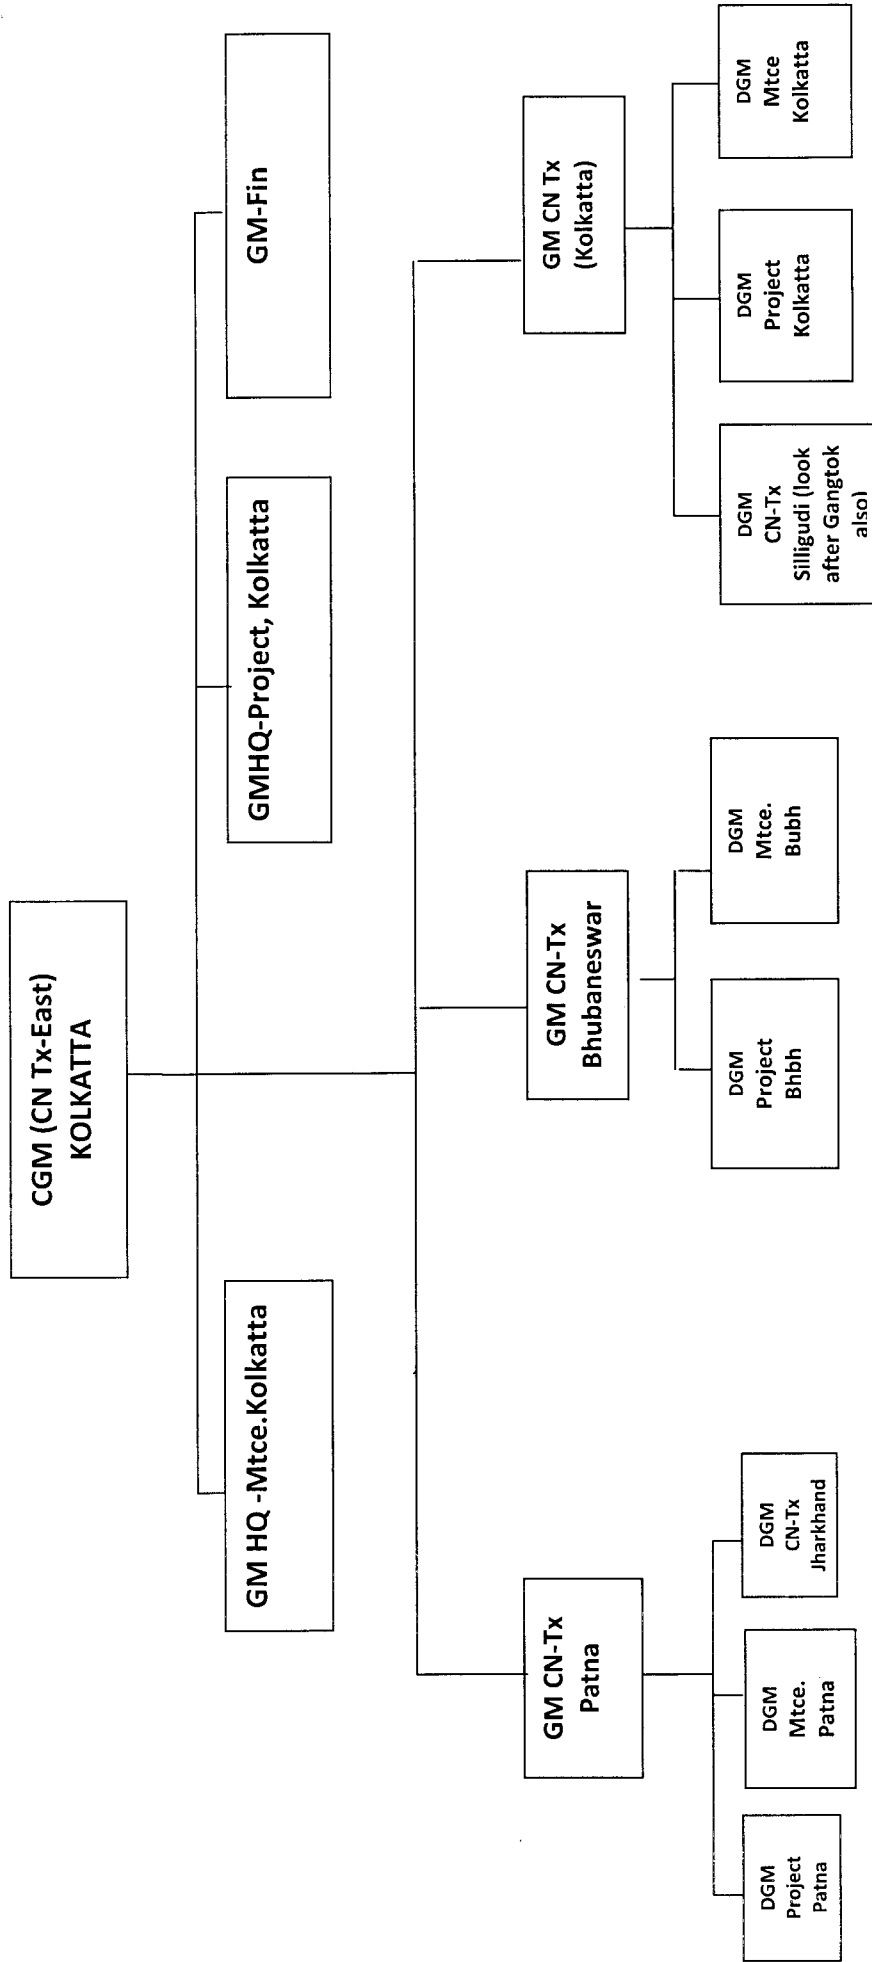 CGM (CN Tx-East)
KOLKATTA
GM HQ -Mtce.Kolkatta
GMHQ-Project, Kolkatta
GM-Fin
GM CN-Tx
Patna
GM CN-Tx
Bhubaneswar
GM CN Tx
(Kolkatta)
DGM
Project
Patna
DGM
Mtce.
Patna
DGM
CN-Tx
Jharkhand
DGM
Project
Bhbh
DGM
Mtce.
Bubh
DGM
CN-Tx
Silligudi (look
after Gangtok
also)
DGM
Project
Kolkatta
DGM
Mtce
Kolkatta